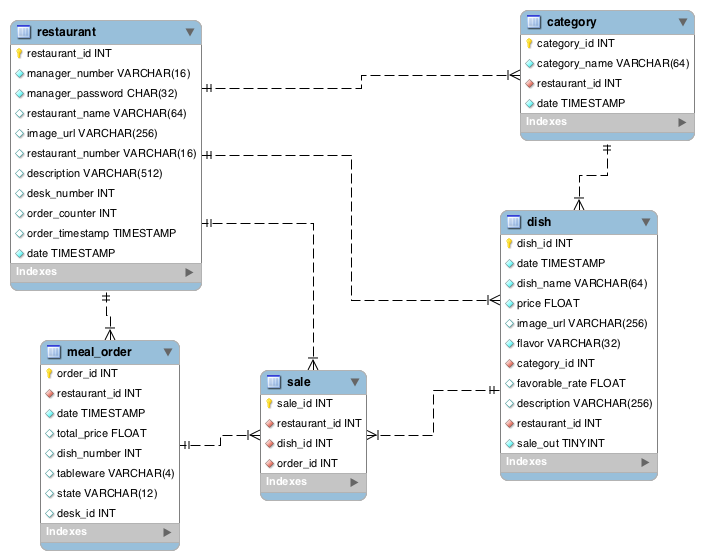 restaurant
restaurant_id INT
manager_number VARCHAR(16)
manager_password CHAR(32)
restaurant_name VARCHAR(64)
image_url VARCHAR(256)
restaurant_number VARCHAR(16)
description VARCHAR(512)
desk_number INT
order_counter INT
order_timestamp TIMESTAMP
date TIMESTAMP
Indexes
category
category_id INT
category_name VARCHAR(64)
restaurant_id INT
date TIMESTAMP
Indexes
dish
dish_id INT
date TIMESTAMP
dish_name VARCHAR(64)
price FLOAT
image_url VARCHAR(256)
flavor VARCHAR(32)
category_id INT
favorable_rate FLOAT
description VARCHAR(256)
restaurant_id INT
sale_out TINYINT
Indexes
meal_order
order_id INT
restaurant_id INT
date TIMESTAMP
total_price FLOAT
dish_number INT
tableware VARCHAR(4)
state VARCHAR(12)
desk_id INT
Indexes
sale
sale_id INT
restaurant_id INT
dish_id INT
order_id INT
Indexes